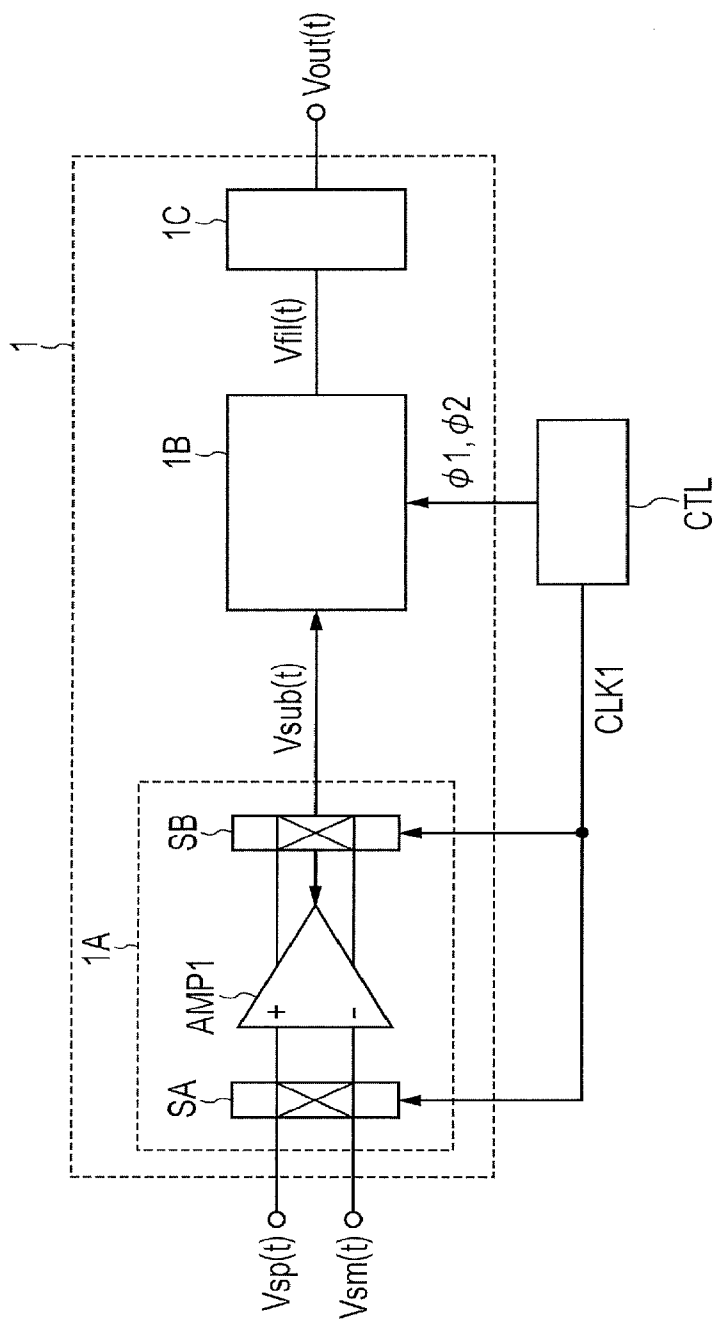 1
1A
SA
AMP1
+
-
SB
Vsp(t)
Vsm(t)
Vsub(t)
1B
Vfil(t)
1C
Vout(t)
ϕ1, ϕ2
CLK1
CTL